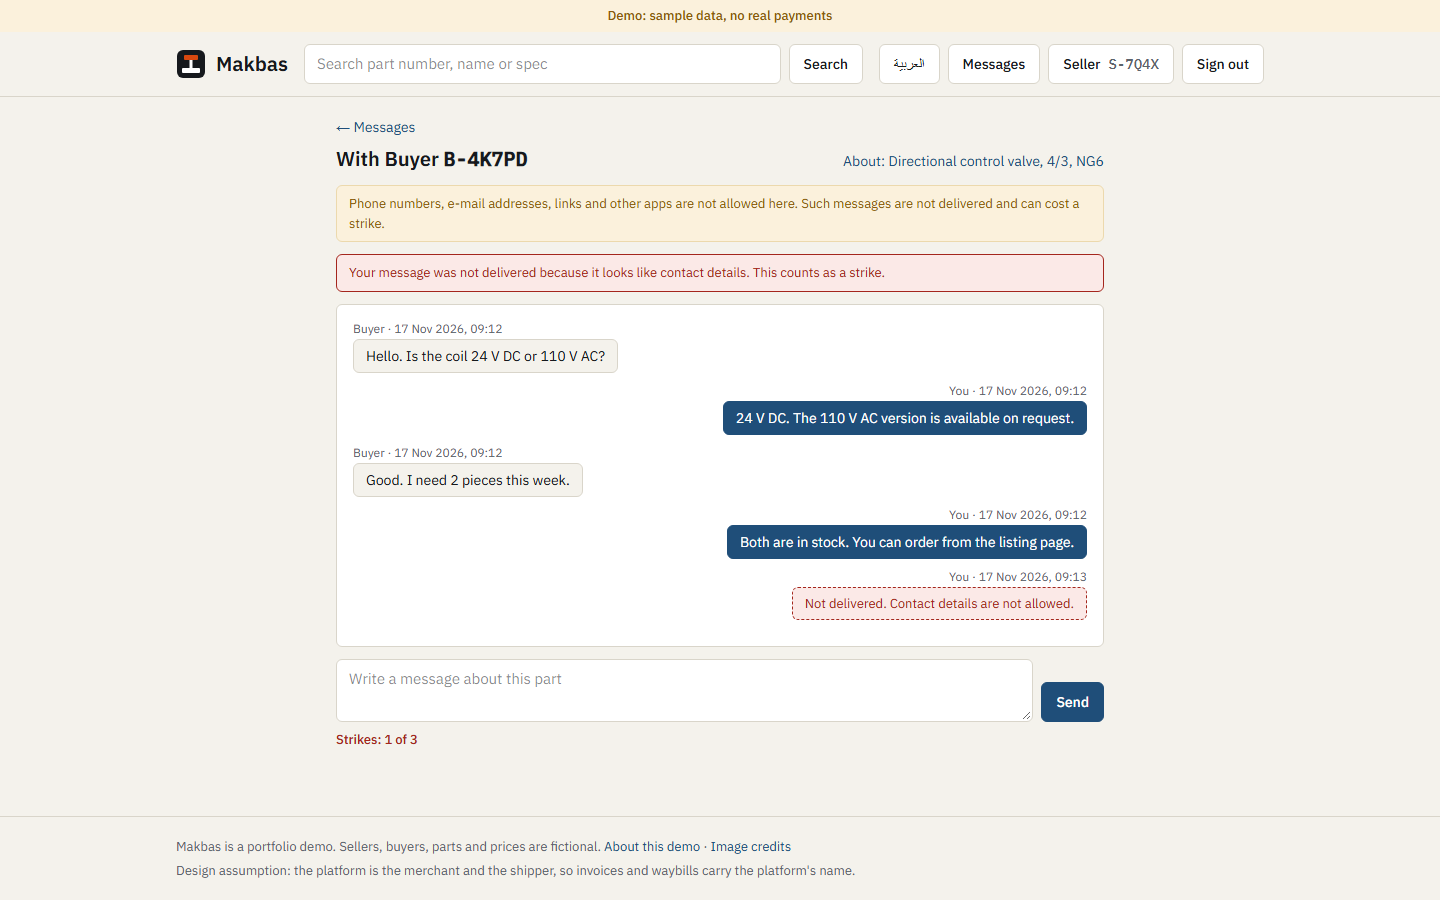 Demo: sample data, no real payments
Makbas
Search part number, name or spec
Search
العربية
Messages
Seller S-7Q4X
Sign out
← Messages
With Buyer B-4K7PD
About: Directional control valve, 4/3, NG6
Phone numbers, e-mail addresses, links and other apps are not allowed here. Such messages are not delivered and can cost a
strike.
Your message was not delivered because it looks like contact details. This counts as a strike.
Buyer · 17 Nov 2026, 09:12
Hello. Is the coil 24 V DC or 110 V AC?
You · 17 Nov 2026, 09:12
24 V DC. The 110 V AC version is available on request.
Buyer · 17 Nov 2026, 09:12
Good. I need 2 pieces this week.
You · 17 Nov 2026, 09:12
Both are in stock. You can order from the listing page.
You · 17 Nov 2026, 09:13
Not delivered. Contact details are not allowed.
Write a message about this part
Send
Strikes: 1 of 3
Makbas is a portfolio demo. Sellers, buyers, parts and prices are fictional. About this demo · Image credits
Design assumption: the platform is the merchant and the shipper, so invoices and waybills carry the platform's name.